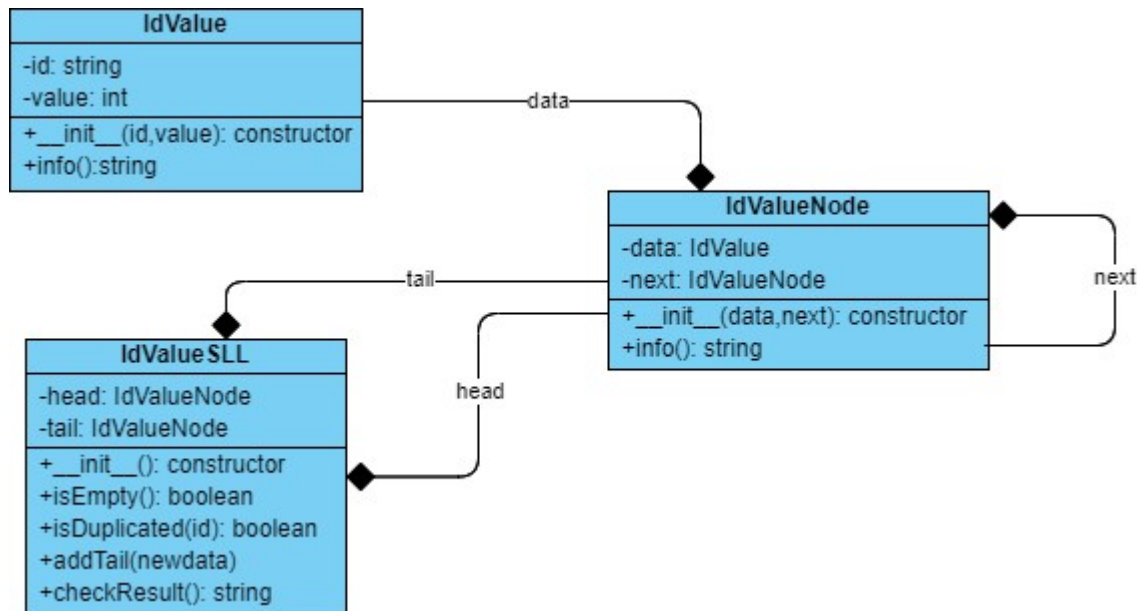 IdValue
-id: string
-value: int
+__init__(id,value): constructor
+info():string
data
IdValueNode
-data: IdValue
-next: IdValueNode
+__init__(data,next): constructor
+info(): string
next
tail
head
IdValueSLL
-head: IdValueNode
-tail: IdValueNode
+__init__(): constructor
+isEmpty(): boolean
+isDuplicated(id): boolean
+addTail(newdata)
+checkResult(): string